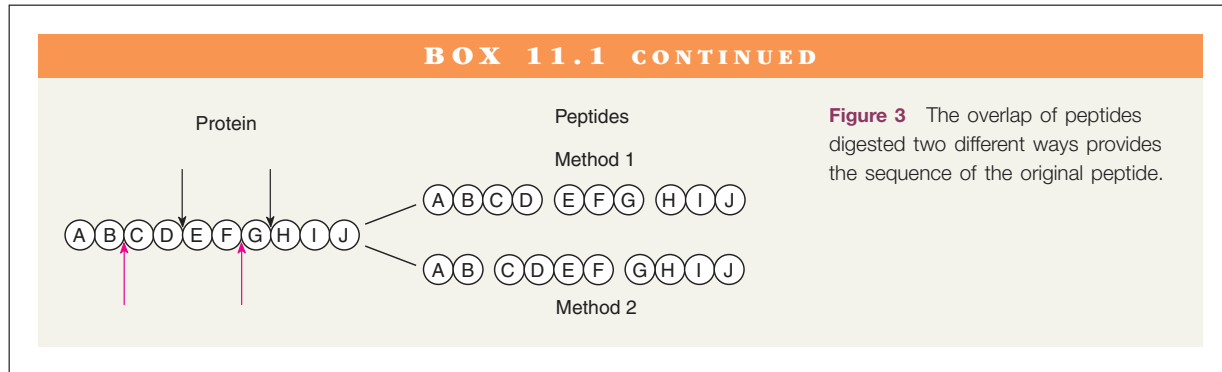 BOX 11.1 CONTINUED
Protein
A B C D E F G H I J
Peptides
Method 1
A B C D E F G H I J
A B C D E F G H I J
Method 2
Figure 3 The overlap of peptides
digested two different ways provides
the sequence of the original peptide.